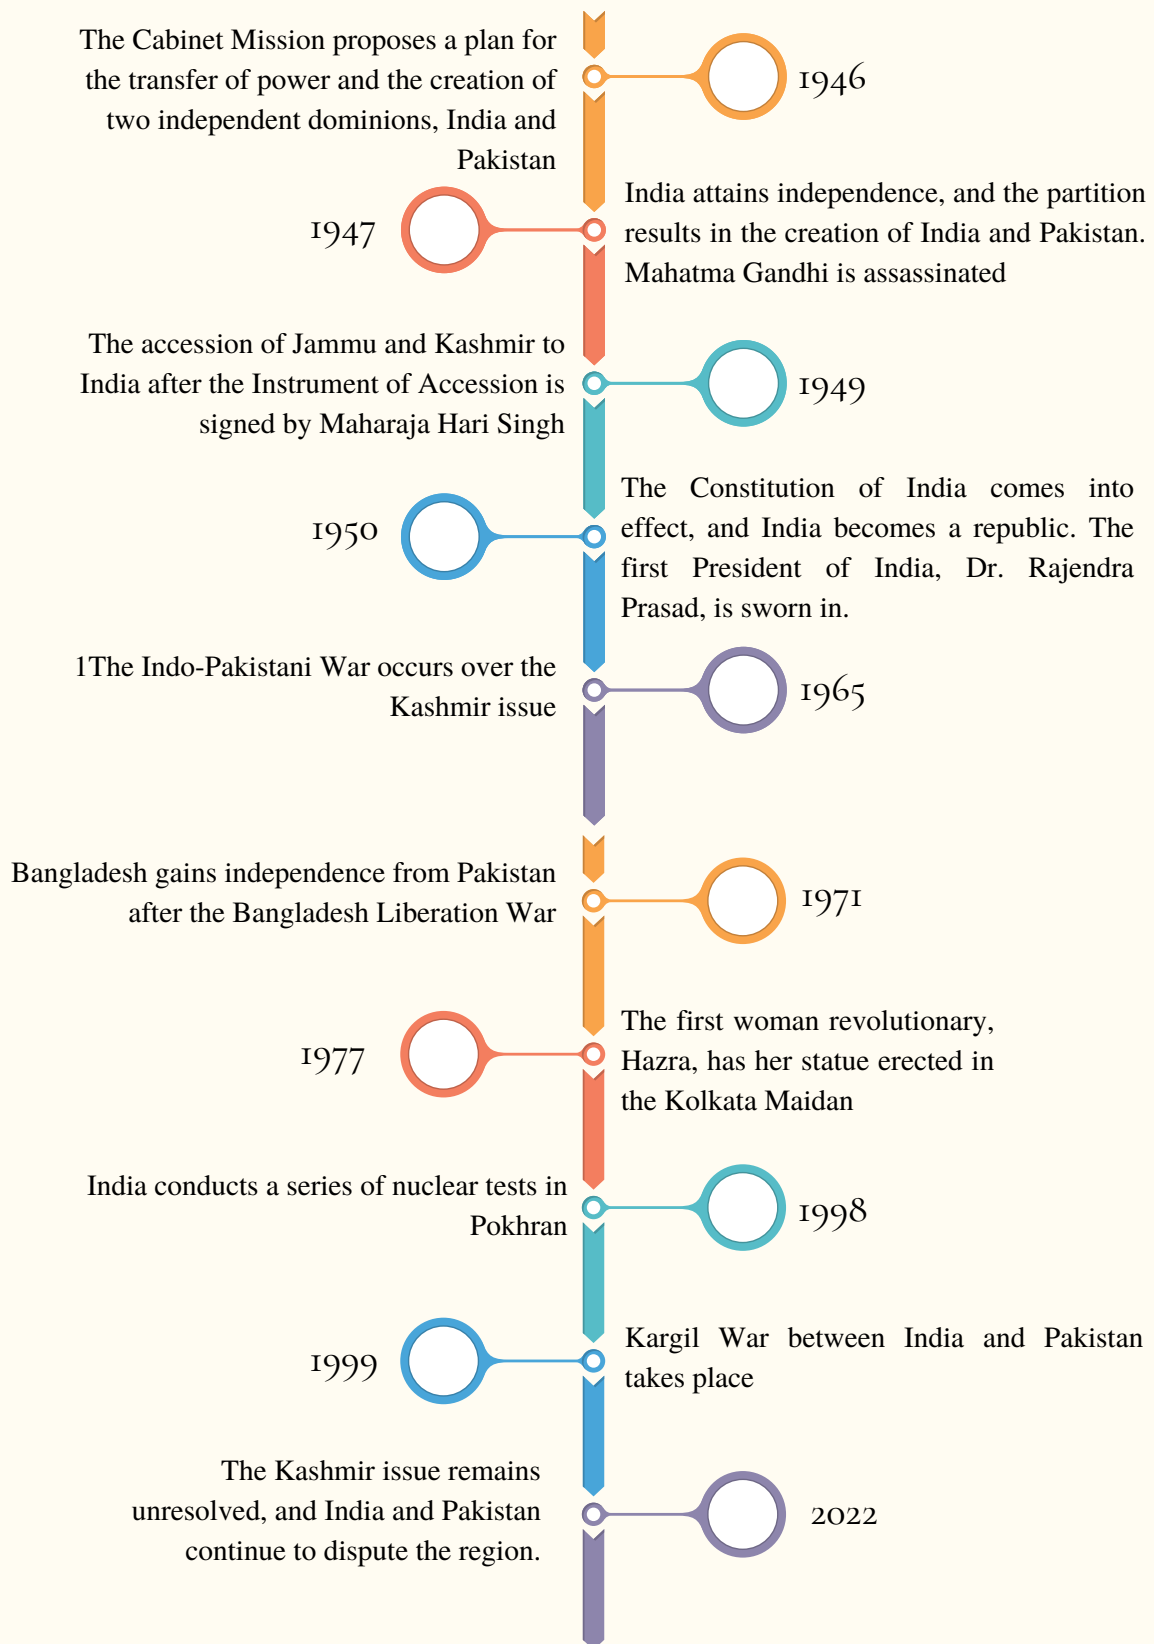 The Cabinet Mission proposes a plan for
the transfer of power and the creation of
two independent dominions, India and
Pakistan
1946
1947
India attains independence, and the partition
results in the creation of India and Pakistan.
Mahatma Gandhi is assassinated
The accession of Jammu and Kashmir to
India after the Instrument of Accession is
signed by Maharaja Hari Singh
1949
1950
The Constitution of India comes into
effect, and India becomes a republic. The
first President of India, Dr. Rajendra
Prasad, is sworn in.
1The Indo-Pakistani War occurs over the
Kashmir issue
1965
Bangladesh gains independence from Pakistan
after the Bangladesh Liberation War
1971
1977
The first woman revolutionary,
Hazra, has her statue erected in
the Kolkata Maidan
India conducts a series of nuclear tests in
Pokhran
1998
1999
Kargil War between India and Pakistan
takes place
The Kashmir issue remains
unresolved, and India and Pakistan
continue to dispute the region.
2022